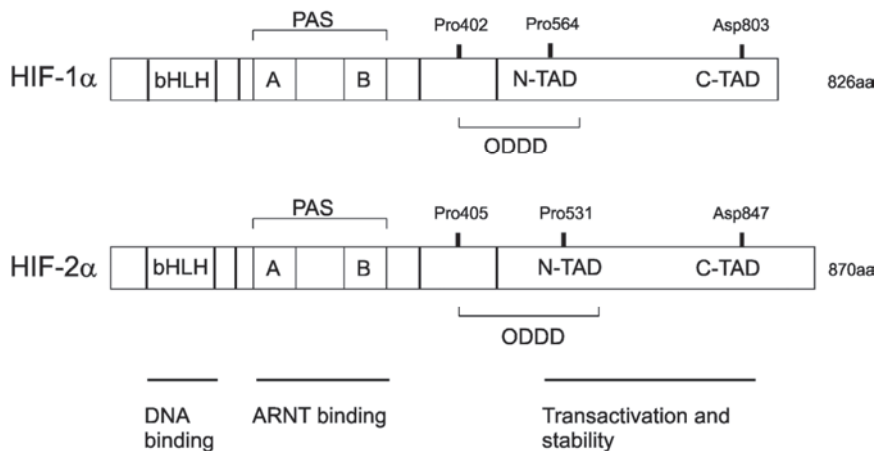 PAS
Pro402 Pro564 Asp803
HIF-1α bHLH A B N-TAD C-TAD 826aa
ODDD
PAS
Pro405 Pro531 Asp847
HIF-2α bHLH A B N-TAD C-TAD 870aa
ODDD
DNA ARNT binding Transactivation and
binding stability